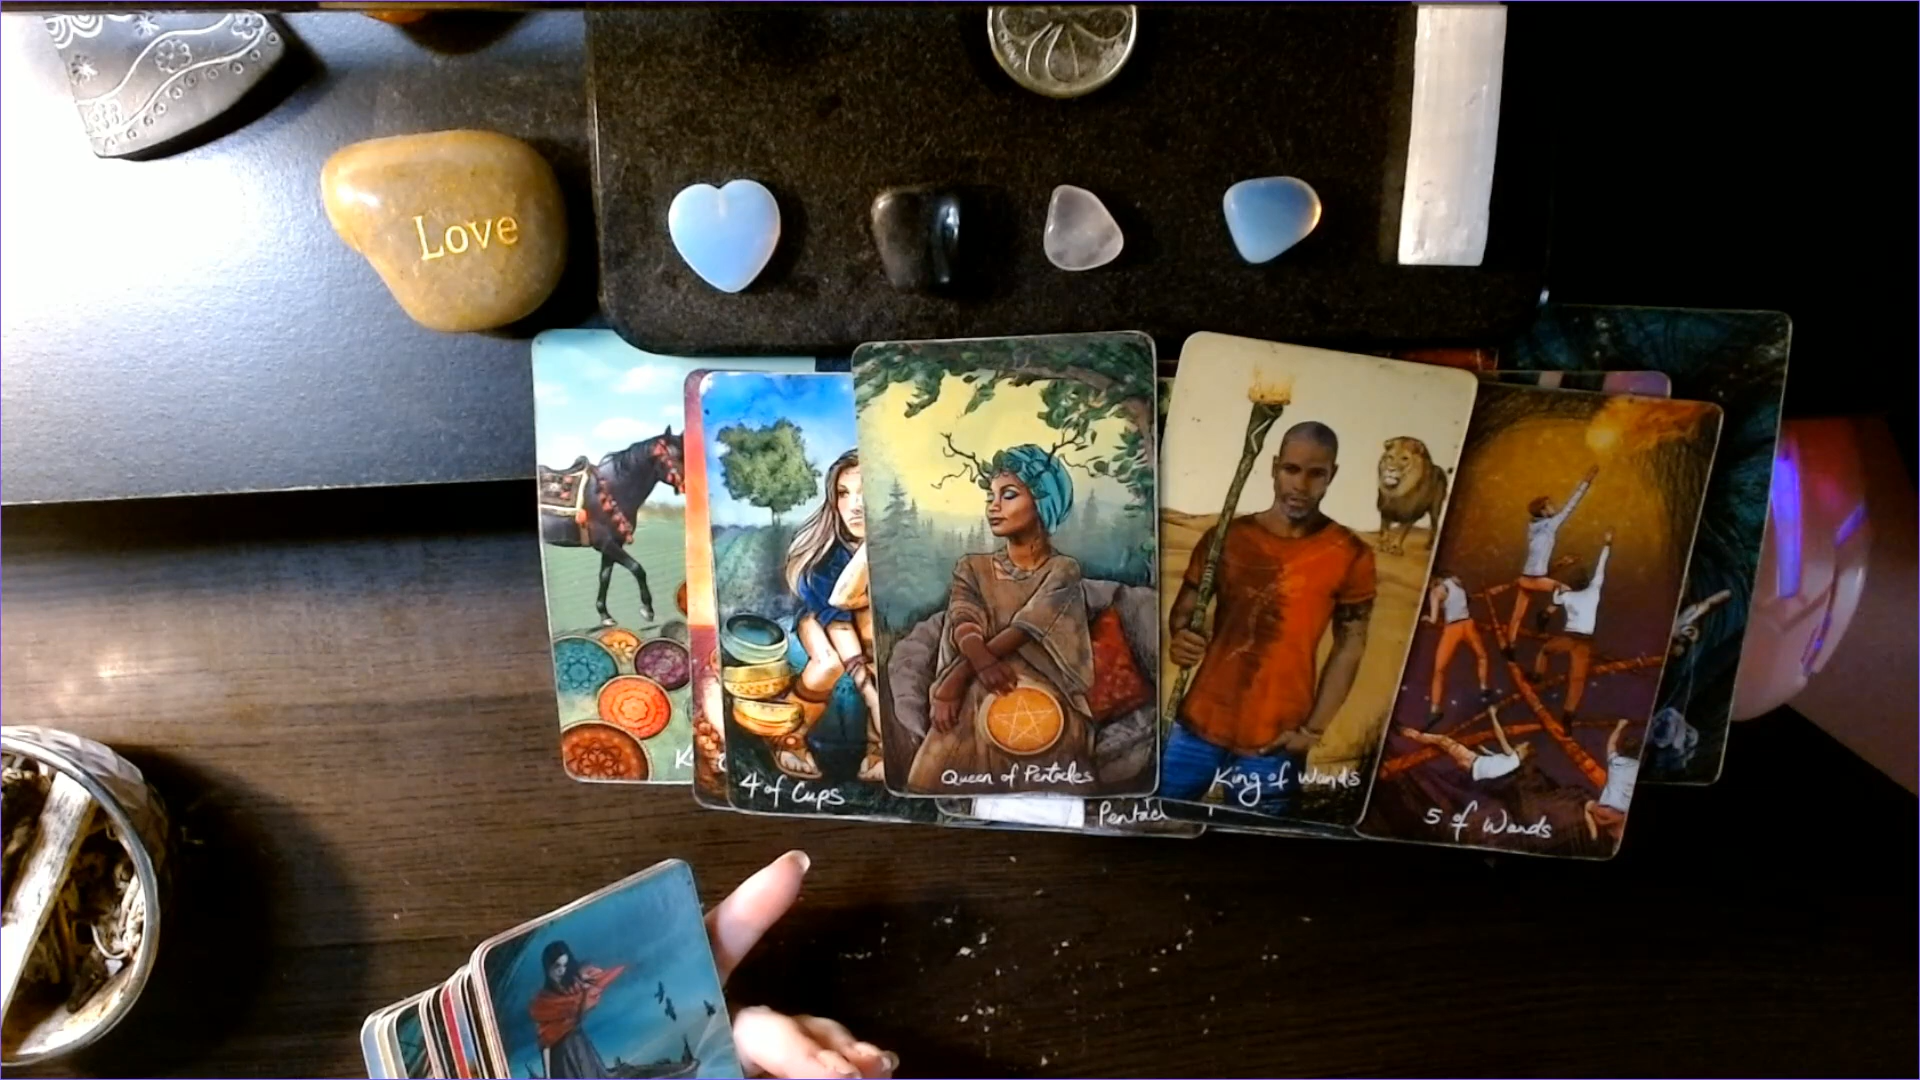 Love
4 of Cups
Queen of Pentacles
King of Wands
5 of Wands